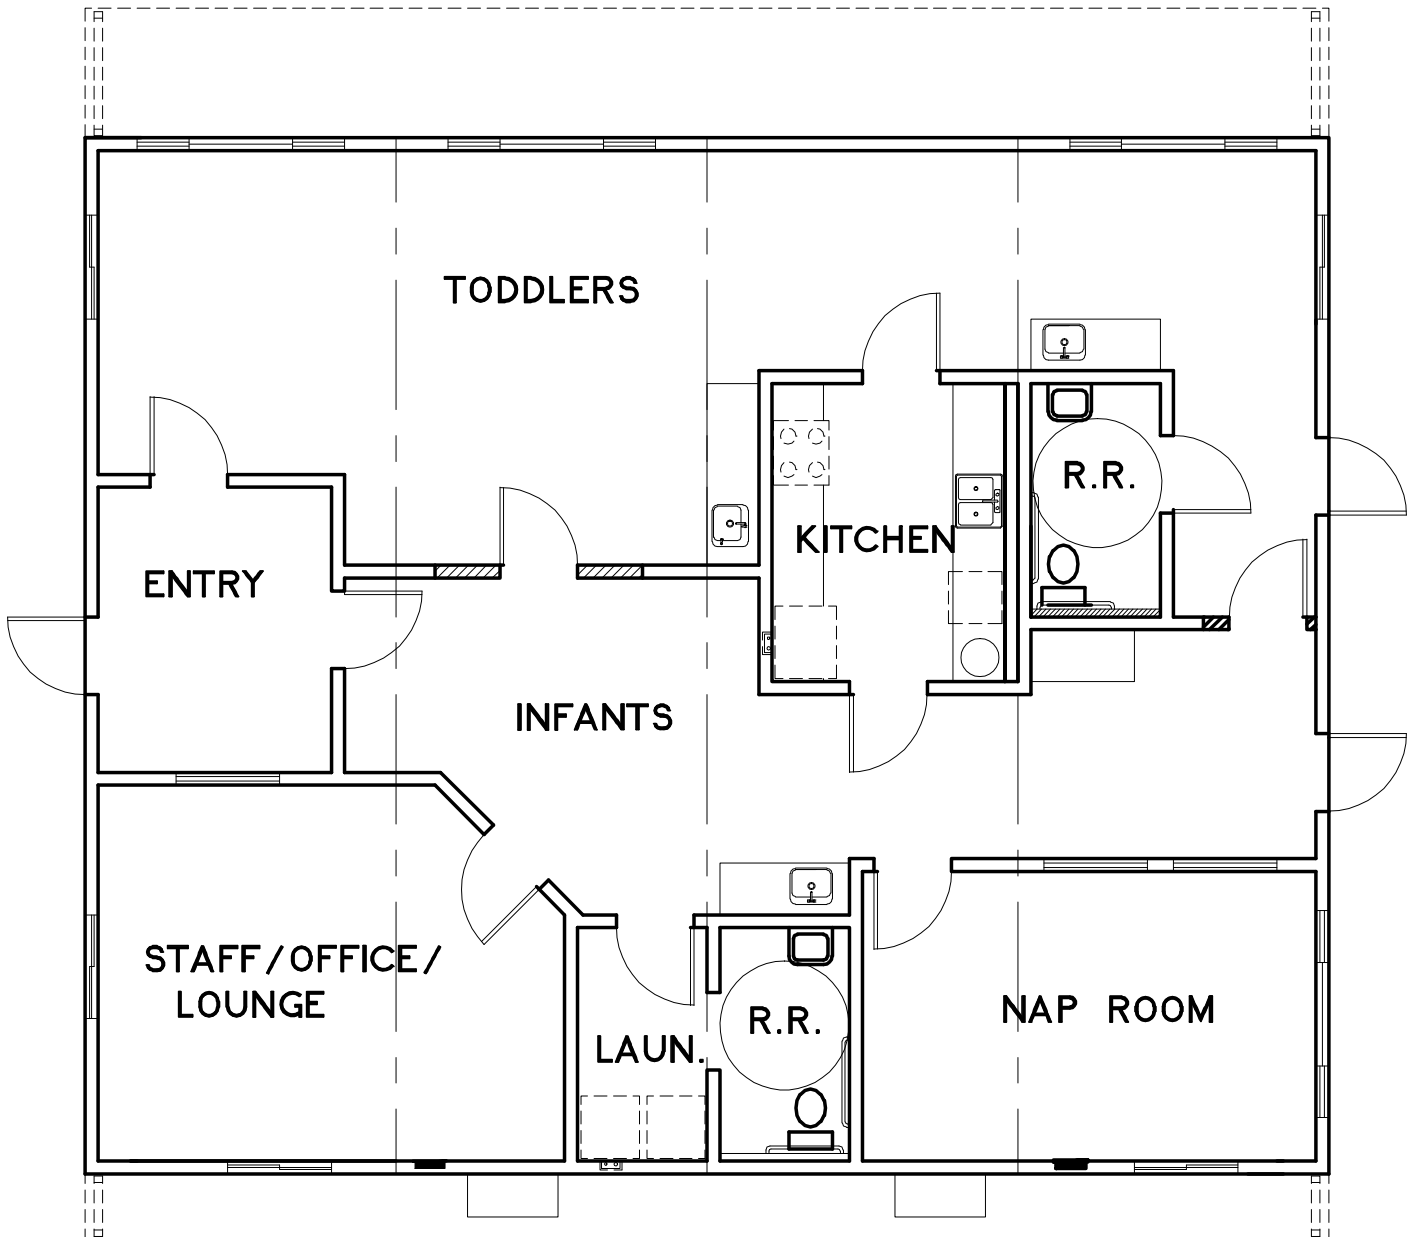 TODDLERS
R.R.
KITCHEN
ENTRY
INFANTS
STAFF/OFFICE/
LOUNGE
NAP ROOM
R.R.
LAUN.